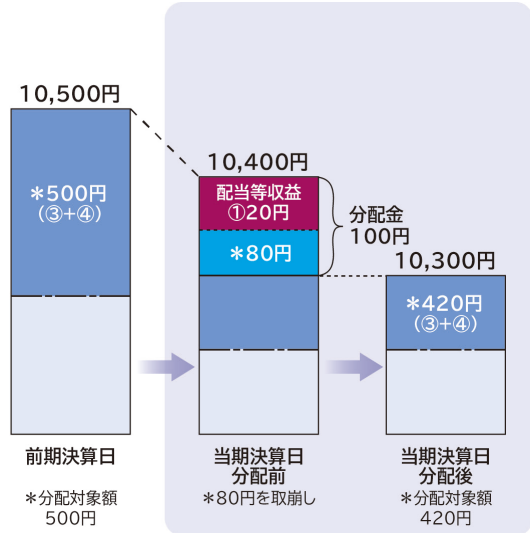 10,500円
*500円
(③+④)
前期決算日
*分配対象額
500円
10,400円
配当等収益
①20円
*80円
分配金
100円
当期決算日
分配前
*80円を取崩し
10,300円
*420円
(③+④)
当期決算日
分配後
*分配対象額
420円